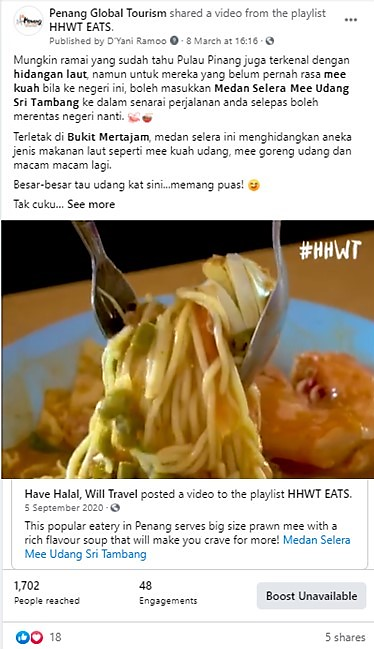 Penang Global Tourism shared a video from the playlist
HHWT EATS.
Published by D'Yani Ramoo · 8 March at 16:16 ·
Mungkin ramai yang sudah tahu Pulau Pinang juga terkenal dengan
hidangan laut, namun untuk mereka yang belum pernah rasa mee
kuah bila ke negeri ini, boleh masukkan Medan Selera Mee Udang
Sri Tambang ke dalam senarai perjalanan anda selepas boleh
merentas negeri nanti. 🦐🍲
Terletak di Bukit Mertajam, medan selera ini menghidangkan aneka
jenis makanan laut seperti mee kuah udang, mee goreng udang dan
macam macam lagi.
Besar-besar tau udang kat sini...memang puas! 😋
Tak cuku... See more
#HHWT
Have Halal, Will Travel posted a video to the playlist HHWT EATS.
5 September 2020 ·
This popular eatery in Penang serves big size prawn mee with a
rich flavour soup that will make you crave for more! Medan Selera
Mee Udang Sri Tambang
1,702 48
People reached Engagements
Boost Unavailable
18 5 shares